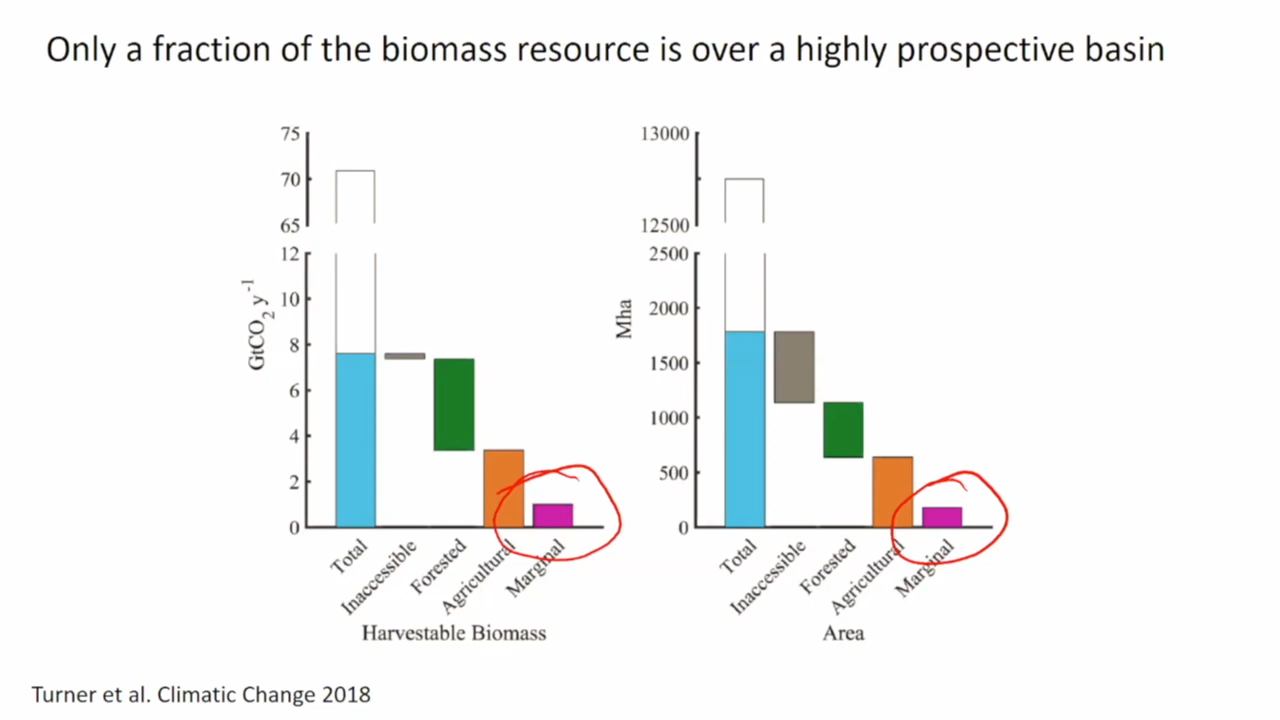 Only a fraction of the biomass resource is over a highly prospective basin
75
70
65
12
10
8
6
4
2
0
GtCO2 y-1
Total
Inaccessible
Forested
Agricultural
Marginal
Harvestable Biomass
13000
12500
2500
2000
1500
1000
500
0
Mha
Total
Inaccessible
Forested
Agricultural
Marginal
Area
Turner et al. Climatic Change 2018